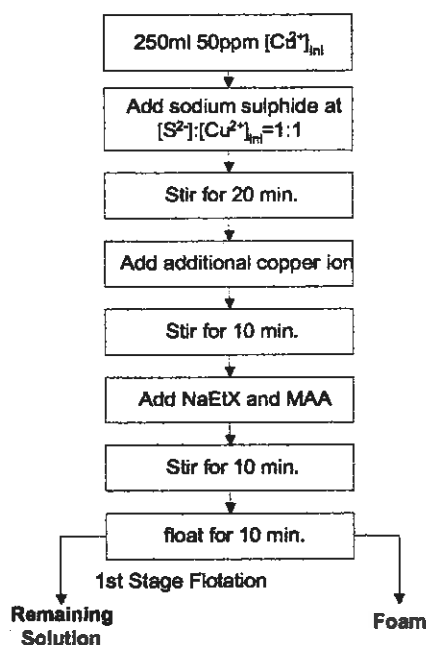 250ml 50ppm [Cu²⁺]ᵢₙᵢ
Add sodium sulphide at
[S²⁻]:[Cu²⁺]ᵢₙᵢ=1:1
Stir for 20 min.
Add additional copper ion
Stir for 10 min.
Add NaEtX and MAA
Stir for 10 min.
float for 10 min.
1st Stage Flotation
Remaining
Solution
Foam